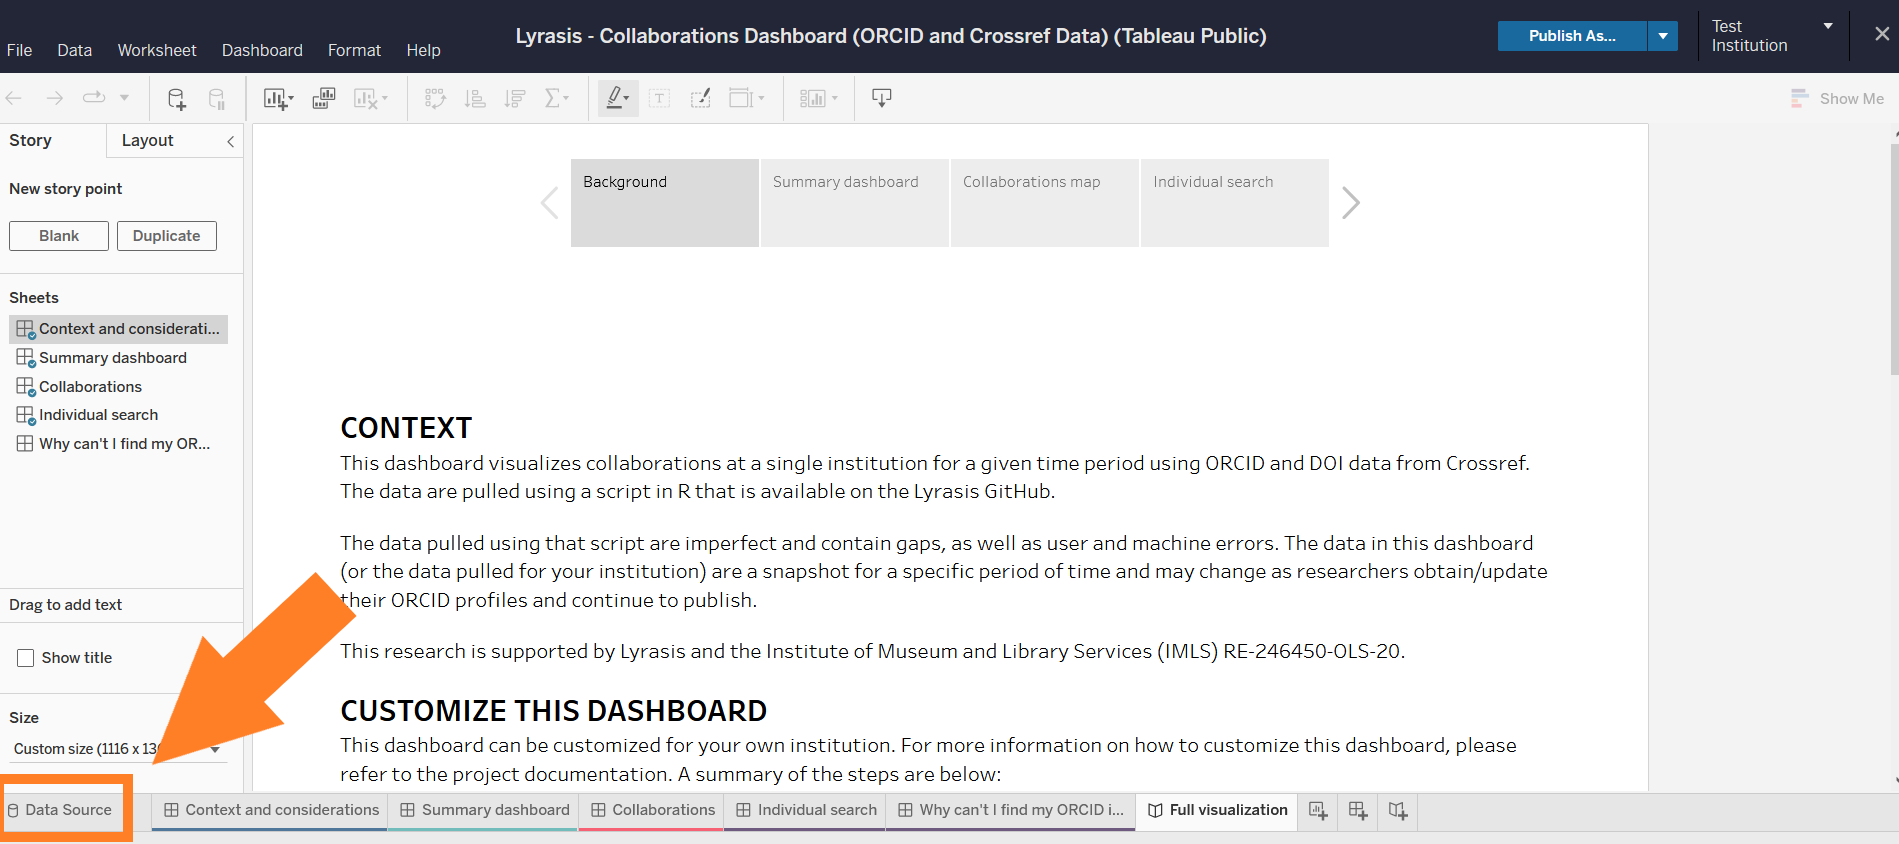 Lyrasis - Collaborations Dashboard (ORCID and Crossref Data) (Tableau Public)
File Data Worksheet Dashboard Format Help
Publish As...
Test
Institution
Show Me
Story Layout
New story point
Blank Duplicate
Sheets
Context and considerati...
Summary dashboard
Collaborations
Individual search
Why can't I find my OR...
Drag to add text
Show title
Size
Custom size (1116 x 13
Background Summary dashboard Collaborations map Individual search
CONTEXT
This dashboard visualizes collaborations at a single institution for a given time period using ORCID and DOI data from Crossref.
The data are pulled using a script in R that is available on the Lyrasis GitHub.
The data pulled using that script are imperfect and contain gaps, as well as user and machine errors. The data in this dashboard
(or the data pulled for your institution) are a snapshot for a specific period of time and may change as researchers obtain/update
their ORCID profiles and continue to publish.
This research is supported by Lyrasis and the Institute of Museum and Library Services (IMLS) RE-246450-OLS-20.
CUSTOMIZE THIS DASHBOARD
This dashboard can be customized for your own institution. For more information on how to customize this dashboard, please
refer to the project documentation. A summary of the steps are below:
Data Source Context and considerations Summary dashboard Collaborations Individual search Why can't I find my ORCID i... Full visualization